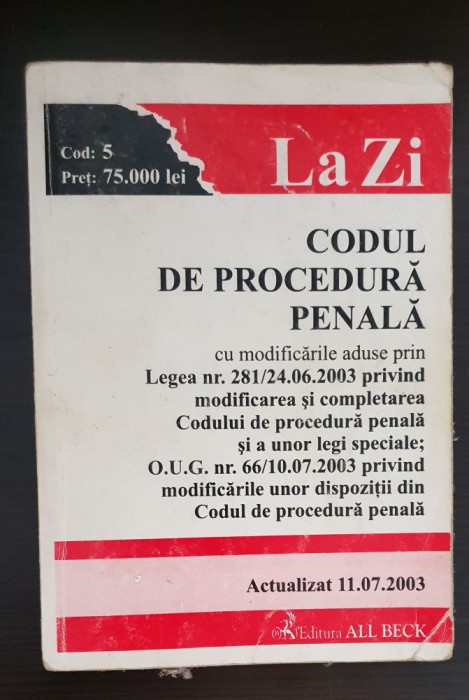 Cod: 5
Preț: 75.000 lei
La Zi
CODUL
DE PROCEDURĂ
PENALĂ
cu modificările aduse prin
Legea nr. 281/24.06.2003 privind
modificarea și completarea
Codului de procedură penală
și a unor legi speciale;
O.U.G. nr. 66/10.07.2003 privind
modificările unor dispoziții din
Codul de procedură penală
Actualizat 11.07.2003
Editura ALL BECK